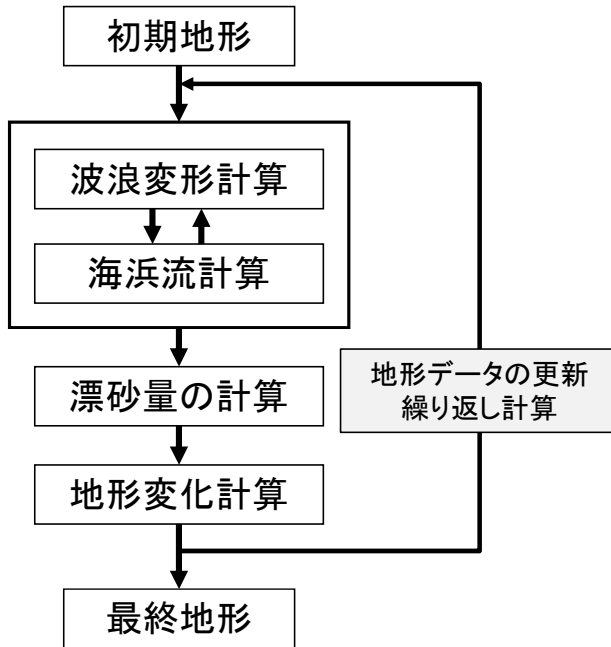 初期地形
波浪変形計算
海浜流計算
漂砂量の計算
地形データの更新
繰り返し計算
地形変化計算
最終地形